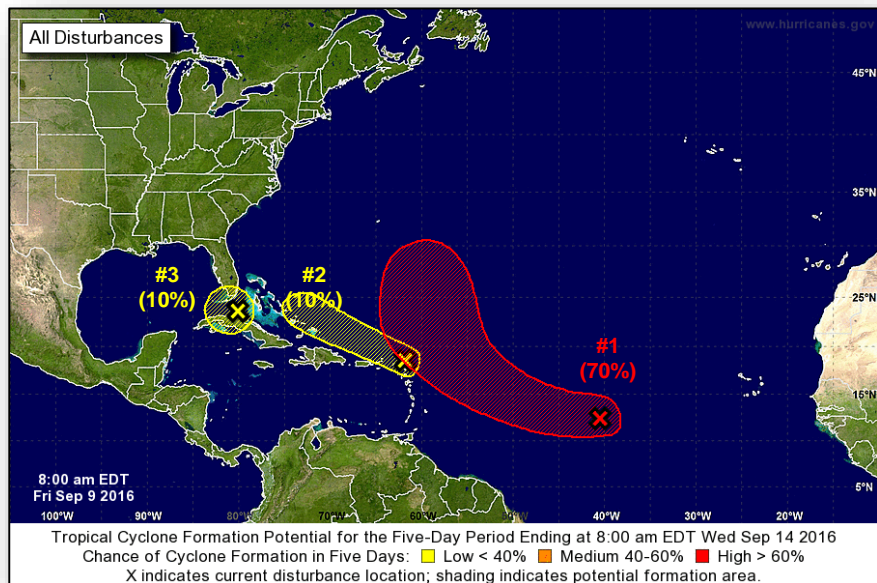 www.hurricanes.gov
All Disturbances
45°N
35°N
#3
(10%)
#2
(10%)
25°N
#1
(70%)
15°N
8:00 am EDT
Fri Sep 9 2016
5°N
100°W 90°W 80°W 70°W 60°W 50°W 40°W 30°W 20°W
Tropical Cyclone Formation Potential for the Five-Day Period Ending at 8:00 am EDT Wed Sep 14 2016
Chance of Cyclone Formation in Five Days: Low < 40% Medium 40-60% High > 60%
X indicates current disturbance location; shading indicates potential formation area.